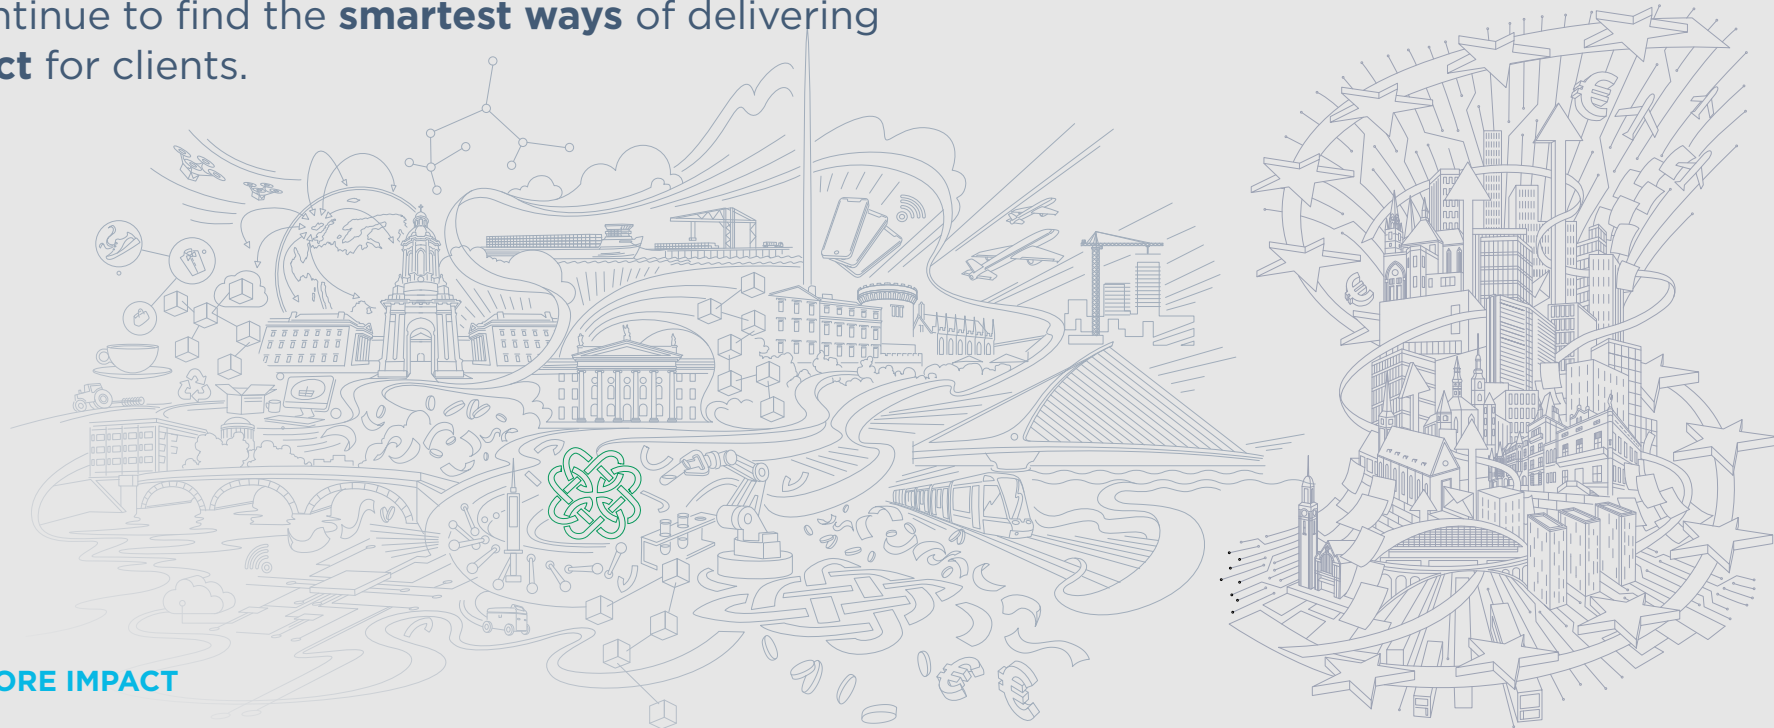 ntinue to find the smartest ways of delivering
ct for clients.
ORE IMPACT